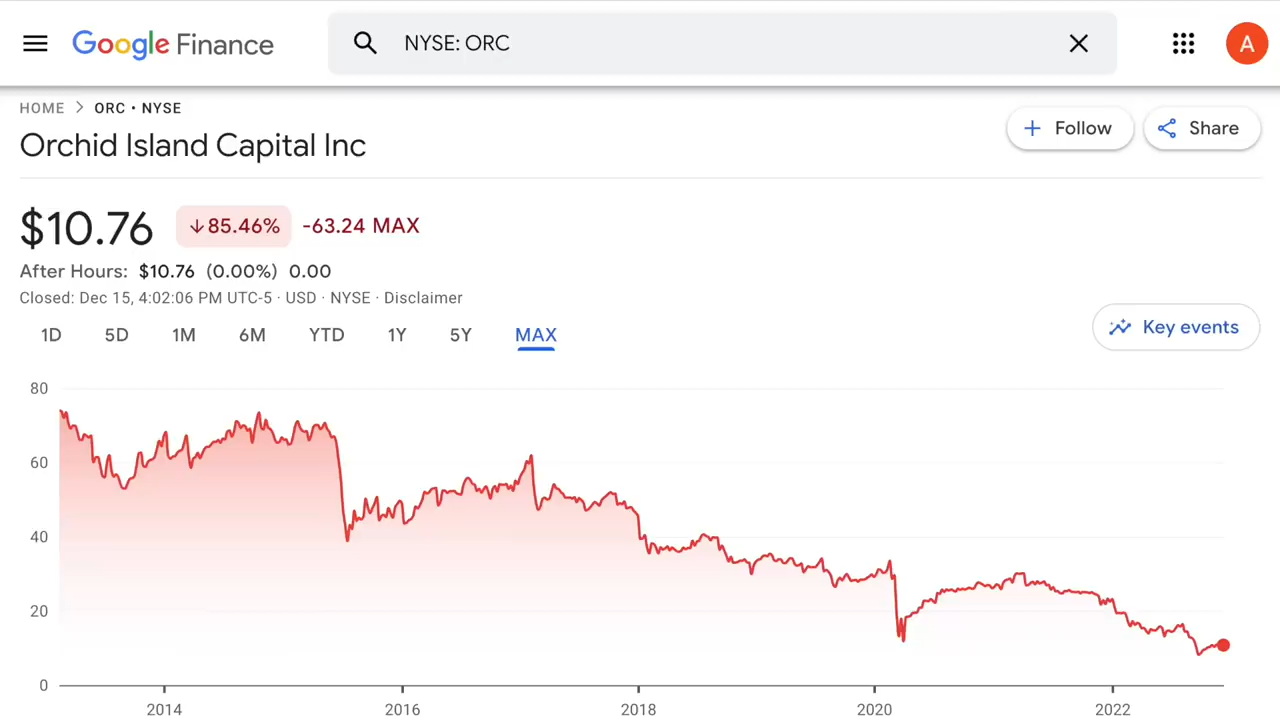 Google Finance NYSE: ORC A
HOME > ORC • NYSE
Orchid Island Capital Inc
+ Follow Share
$10.76 ↓85.46% -63.24 MAX
After Hours: $10.76 (0.00%) 0.00
Closed: Dec 15, 4:02:06 PM UTC-5 · USD · NYSE · Disclaimer
1D 5D 1M 6M YTD 1Y 5Y MAX
Key events
80
60
40
20
0
2014 2016 2018 2020 2022